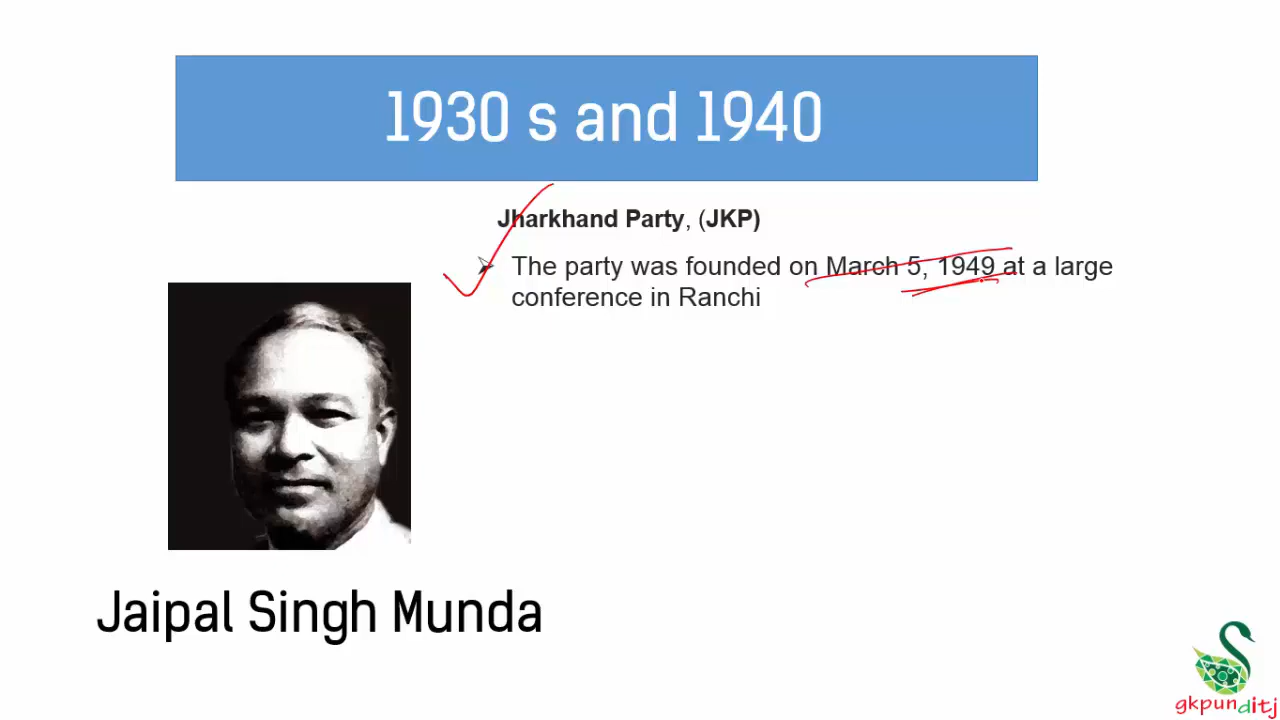 1930 s and 1940
Jharkhand Party, (JKP)
The party was founded on March 5, 1949 at a large
conference in Ranchi
Jaipal Singh Munda
gkpunditj